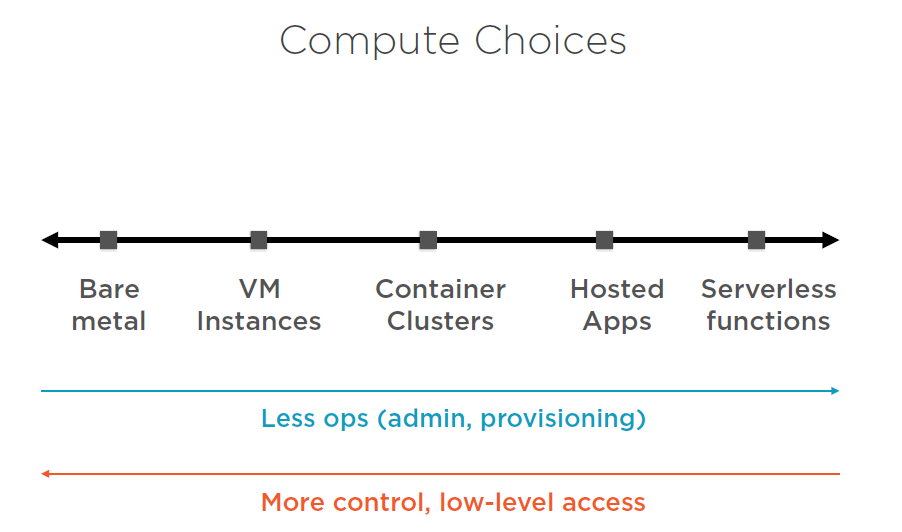 Compute Choices
Bare
metal
VM
Instances
Container
Clusters
Hosted
Apps
Serverless
functions
Less ops (admin, provisioning)
More control, low-level access